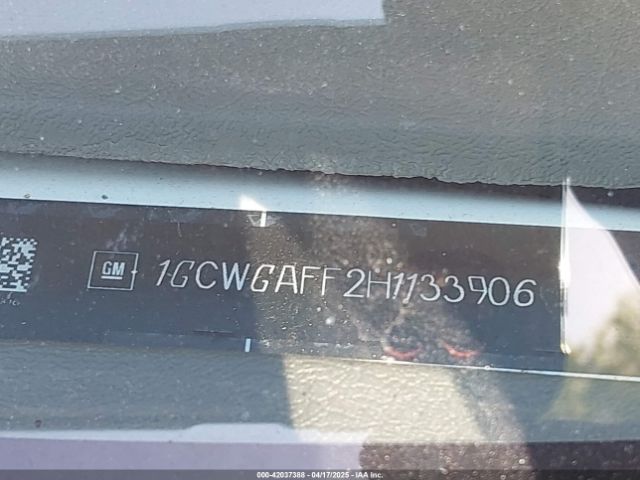 GM 1GCWGAFF2H1133906
000-42037388 - 04/17/2025 - IAA Inc.